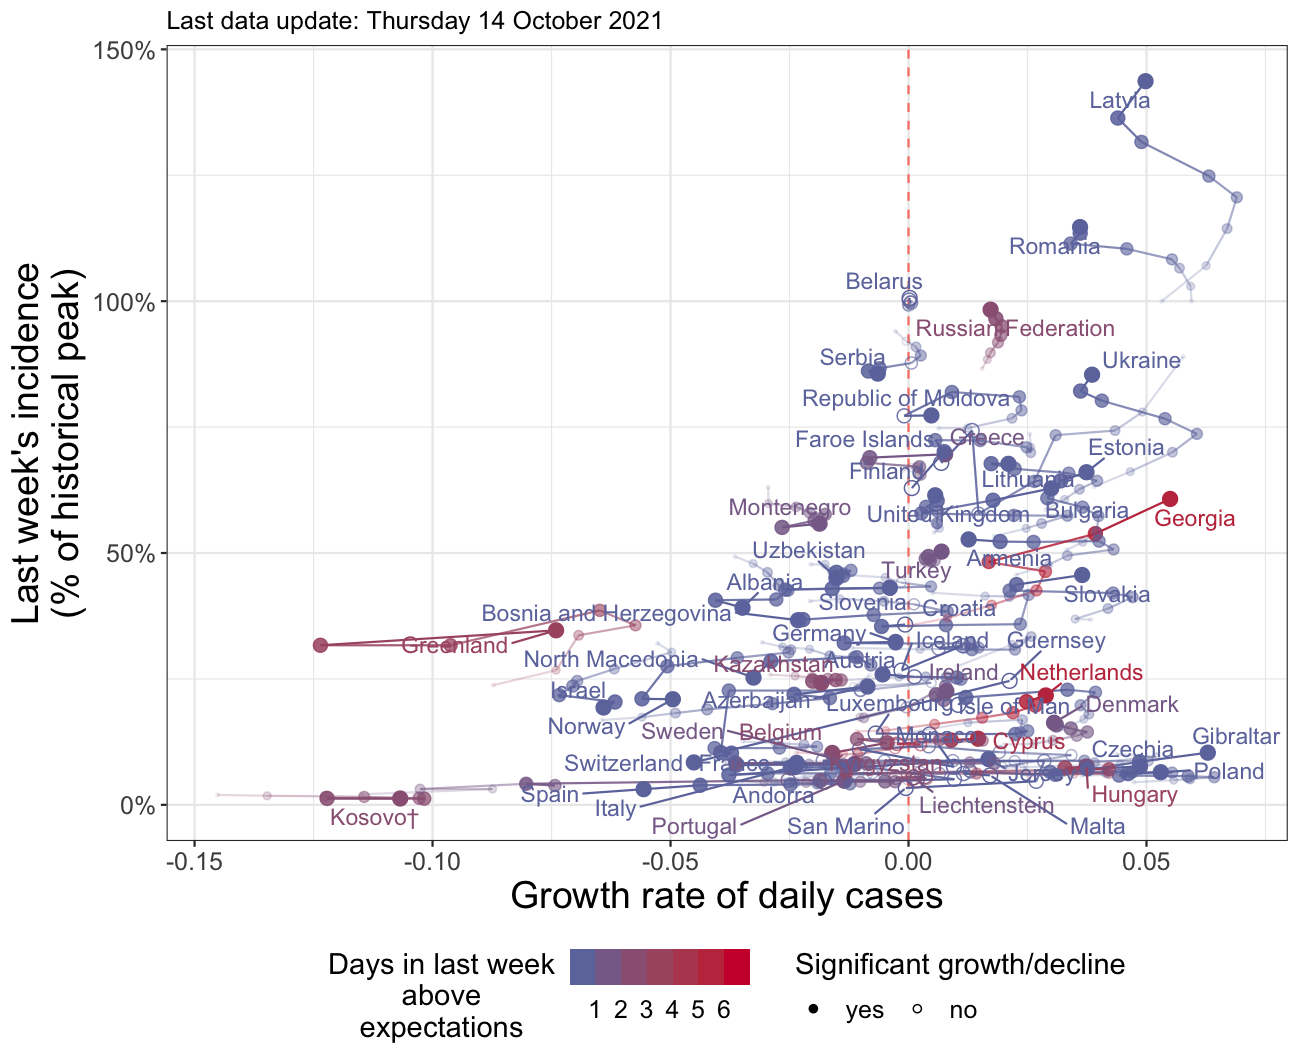 Last data update: Thursday 14 October 2021
150%
100%
50%
0%
Last week's incidence
(% of historical peak)
Latvia
Romania
Belarus
Russian Federation
Serbia
Ukraine
Republic of Moldova
Faroe Islands
Greece
Estonia
Finland
Lithuania
Montenegro
United Kingdom
Bulgaria
Georgia
Uzbekistan
Armenia
Turkey
Albania
Slovenia
Slovakia
Bosnia and Herzegovina
Croatia
Greenland
Germany
Iceland
Guernsey
North Macedonia
Kazakhstan
Austria
Ireland
Netherlands
Israel
Azerbaijan
Luxembourg
Isle of Man
Denmark
Norway
Sweden
Belgium
Monaco
Cyprus
Czechia
Gibraltar
Switzerland
France
Kyrgyzstan
Jersey
Poland
Spain
Italy
Andorra
Liechtenstein
Hungary
Kosovo†
Portugal
San Marino
Malta
-0.15
-0.10
-0.05
0.00
0.05
Growth rate of daily cases
Days in last week
above
expectations
1 2 3 4 5 6
Significant growth/decline
yes
no